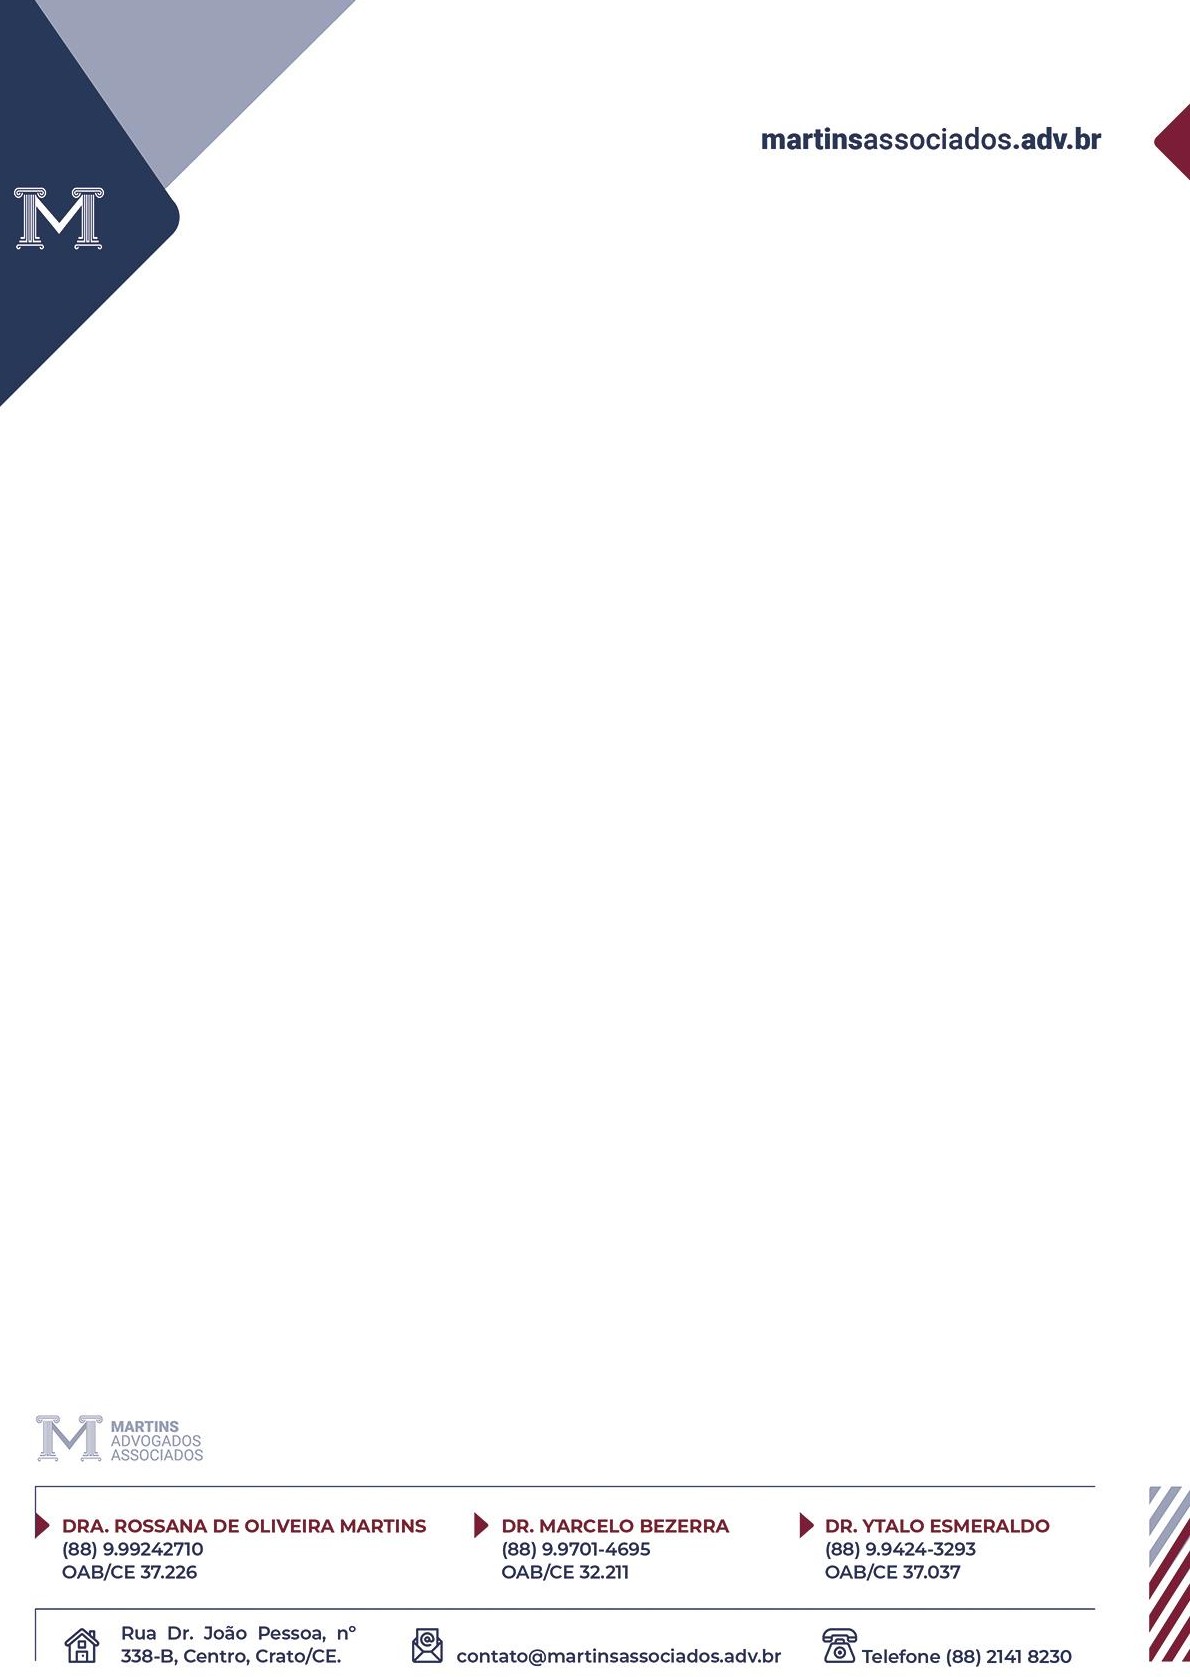 martinsassociados.adv.br
M
M MARTINS
ADVOGADOS
ASSOCIADOS
DRA. ROSSANA DE OLIVEIRA MARTINS
(88) 9.99242710
OAB/CE 37.226
DR. MARCELO BEZERRA
(88) 9.9701-4695
OAB/CE 32.211
DR. YTALO ESMERALDO
(88) 9.9424-3293
OAB/CE 37.037
Rua Dr. João Pessoa, nº
338-B, Centro, Crato/CE.
contato@martinsassociados.adv.br
Telefone (88) 2141 8230